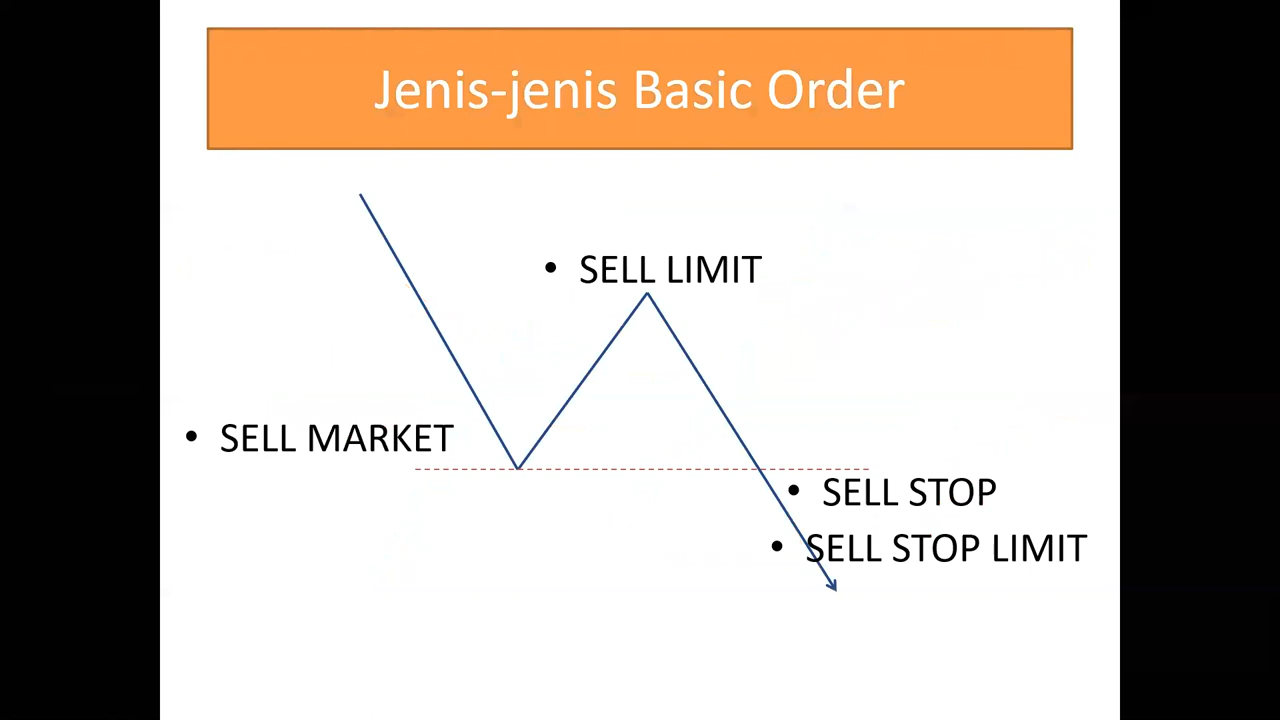 Jenis-jenis Basic Order
• SELL LIMIT
• SELL MARKET
• SELL STOP
• SELL STOP LIMIT